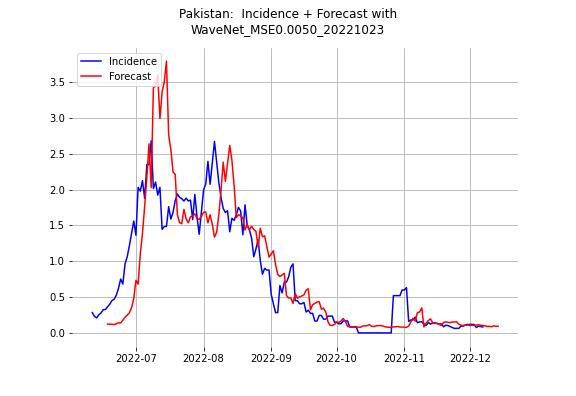 Pakistan: Incidence + Forecast with
WaveNet_MSE0.0050_20221023
Incidence
Forecast
3.5
3.0
2.5
2.0
1.5
1.0
0.5
0.0
2022-07 2022-08 2022-09 2022-10 2022-11 2022-12